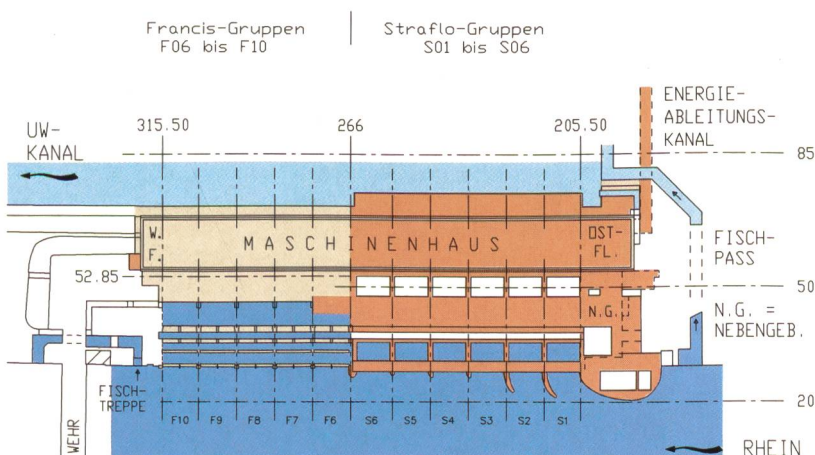 Francis-Gruppen
F06 bis F10
Straflo-Gruppen
S01 bis S06
ENERGIE-
ABLEITUNGS-
KANAL
UW-
KANAL
315.50
266
205.50
85
W.
F.
MASCHINENHAUS
OST-
FL.
FISCH-
PASS
52.85
50
N.G.
N.G. =
NEBENGEB.
FISCH-
TREPPE
WEHR
F10 F9 F8 F7 F6 S6 S5 S4 S3 S2 S1
20
RHEIN